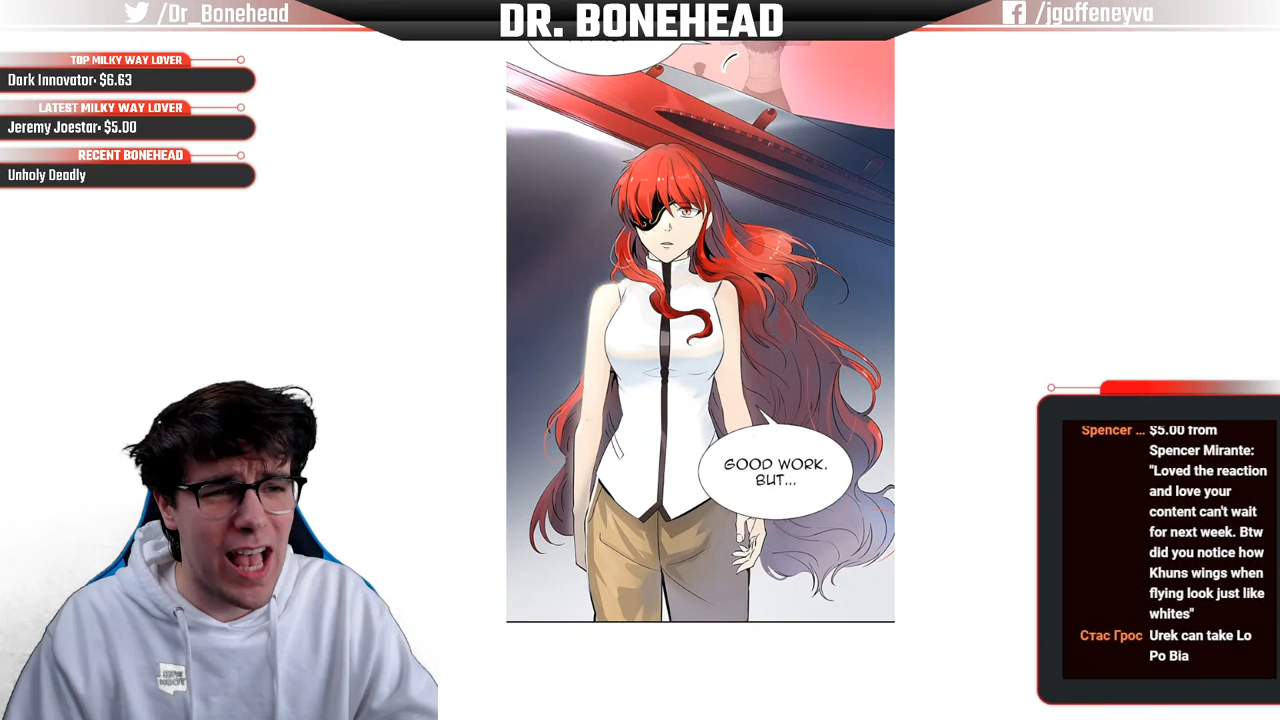 /Dr_Bonehead
DR. BONEHEAD
/jgoffeneyva
TOP MILKY WAY LOVER
Dark Innovator• $6.63
LATEST MILKY WAY LOVER
Jeremy Joestar• $5.00
RECENT BONEHEAD
Unholy Deadly
GOOD WORK.
BUT...
Spencer ... $5.00 from
Spencer Mirante:
"Loved the reaction
and love your
content can't wait
for next week. Btw
did you notice how
Khuns wings when
flying look just like
whites"
Стас Грос Urek can take Lo
Po Bia